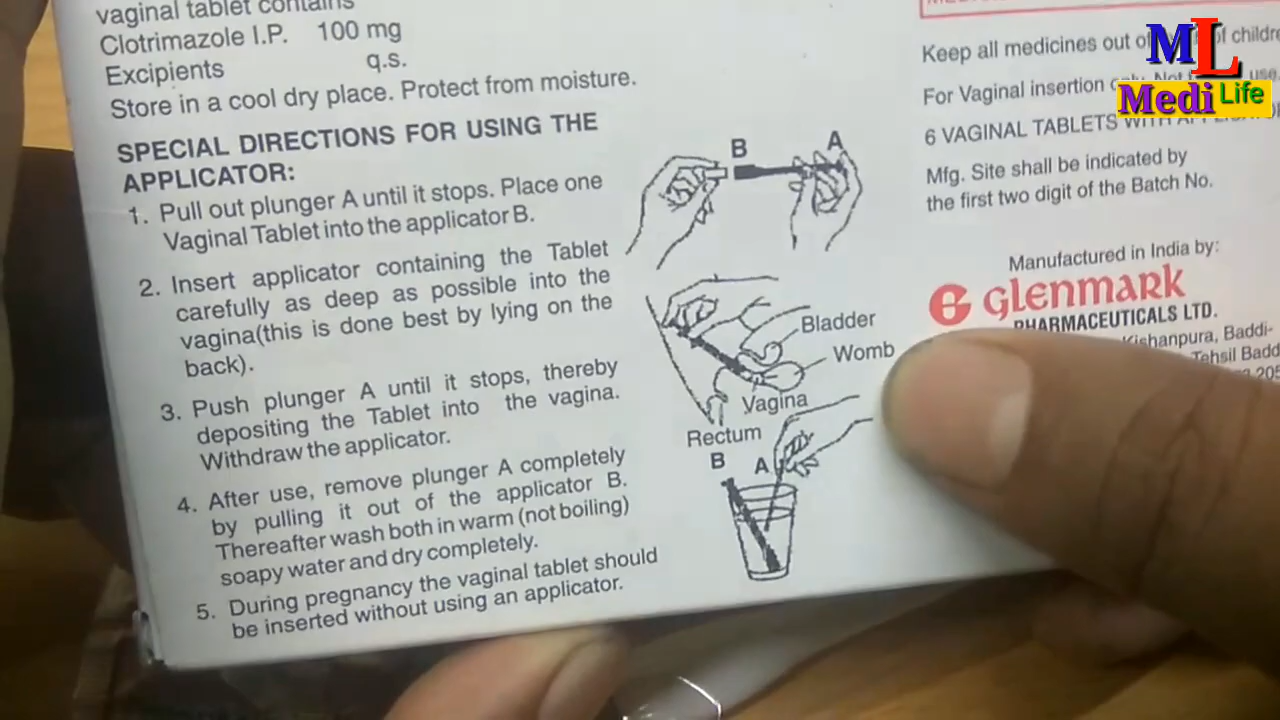 vaginal tablet contains
Clotrimazole I.P. 100 mg
Excipients q.s.
Store in a cool dry place. Protect from moisture.
SPECIAL DIRECTIONS FOR USING THE
APPLICATOR:
1. Pull out plunger A until it stops. Place one
Vaginal Tablet into the applicator B.
2. Insert applicator containing the Tablet
carefully as deep as possible into the
vagina(this is done best by lying on the
back).
3. Push plunger A until it stops, thereby
depositing the Tablet into the vagina.
Withdraw the applicator.
4. After use, remove plunger A completely
by pulling it out of the applicator B.
Thereafter wash both in warm (not boiling)
soapy water and dry completely.
5. During pregnancy the vaginal tablet should
be inserted without using an applicator.
B A
Bladder
Womb
Vagina
Rectum
B A
Keep all medicines out of of
For Vaginal insertion
6 VAGINAL TABLETS
Mfg. Site shall be indicated by
the first two digit of the Batch No.
Manufactured in India by:
G glenmARK
PHARMACEUTICALS LTD.
Kishanpura, Baddi-
Tehsil
ML
Medi Life